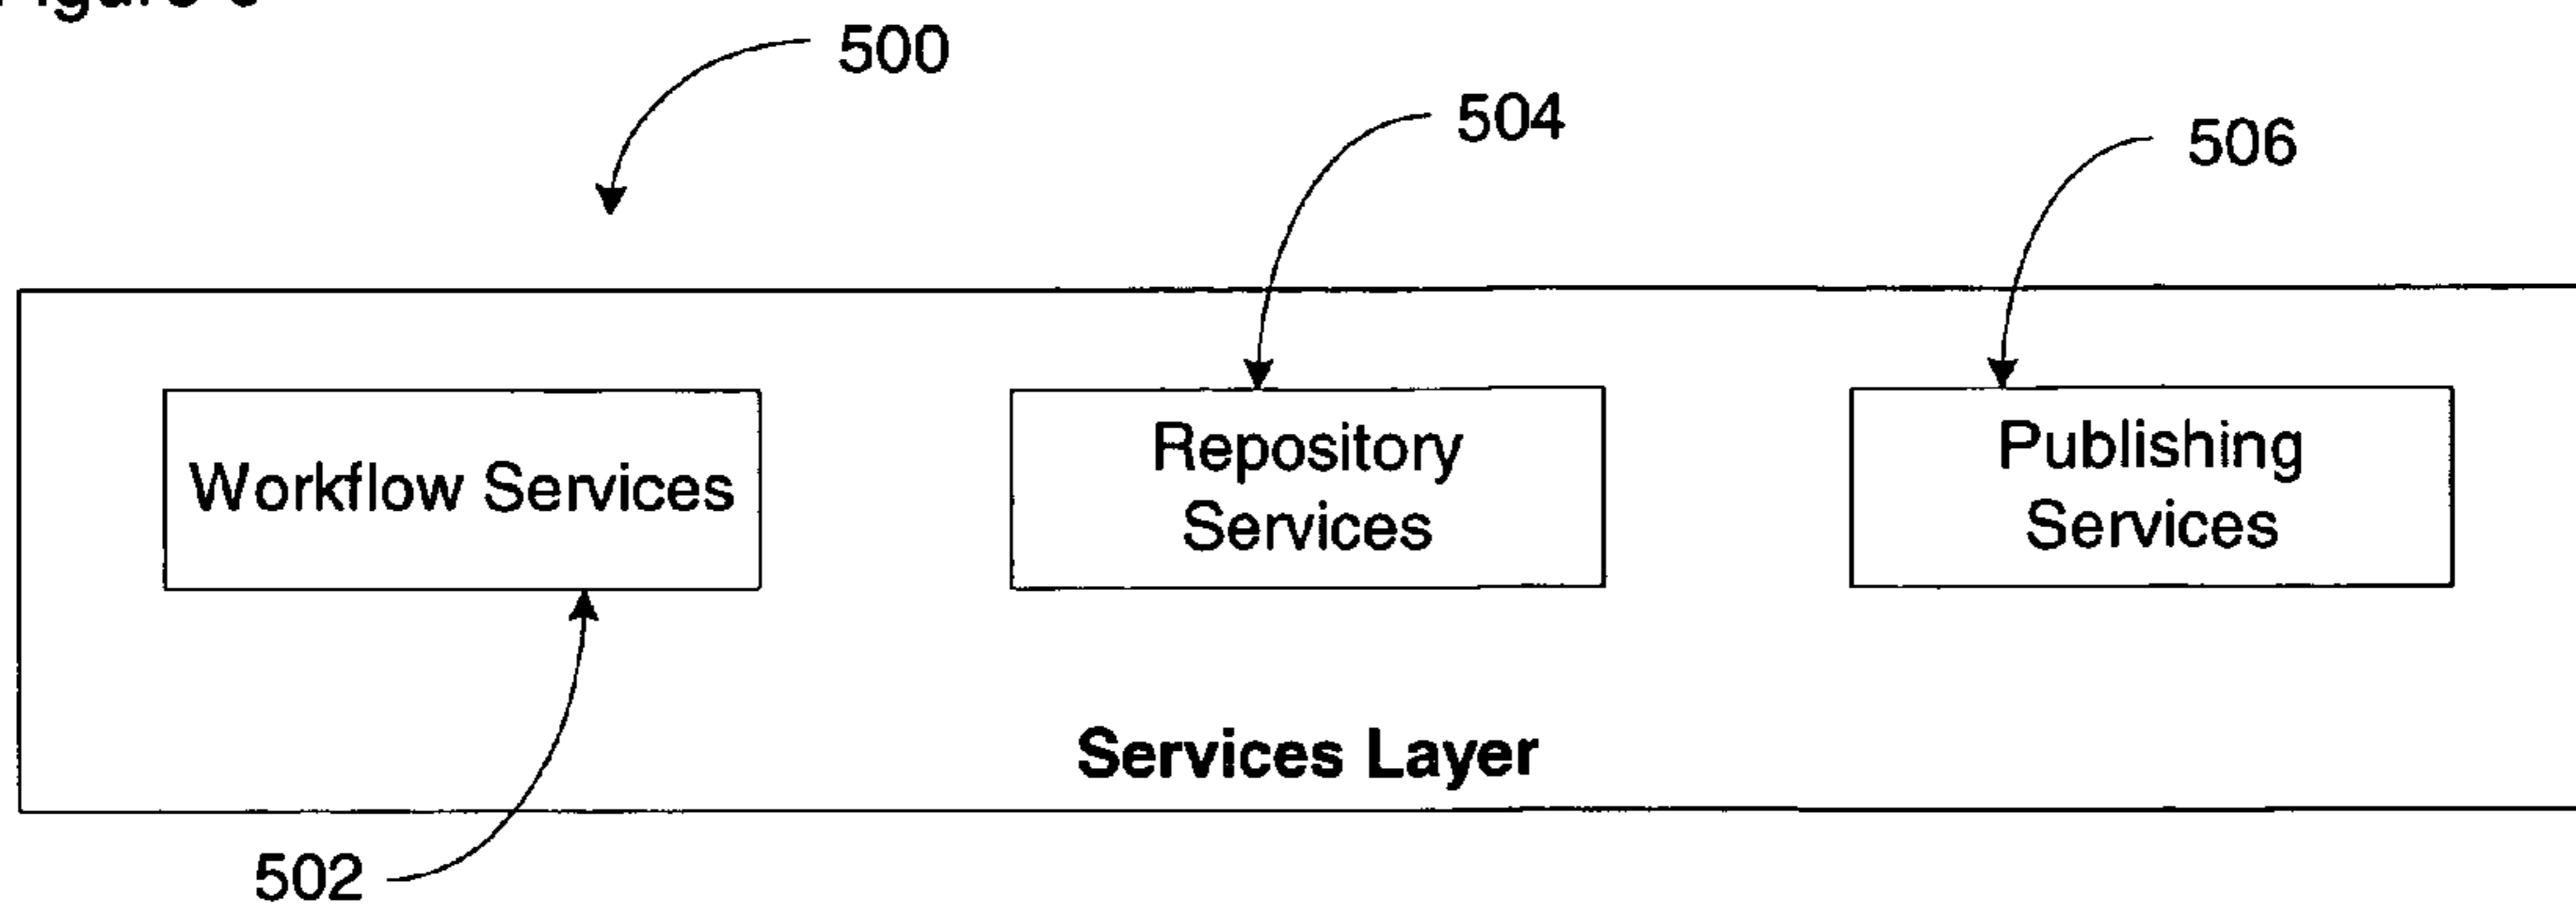 500
504
506
Workflow Services
Repository
Services
Publishing
Services
Services Layer
502